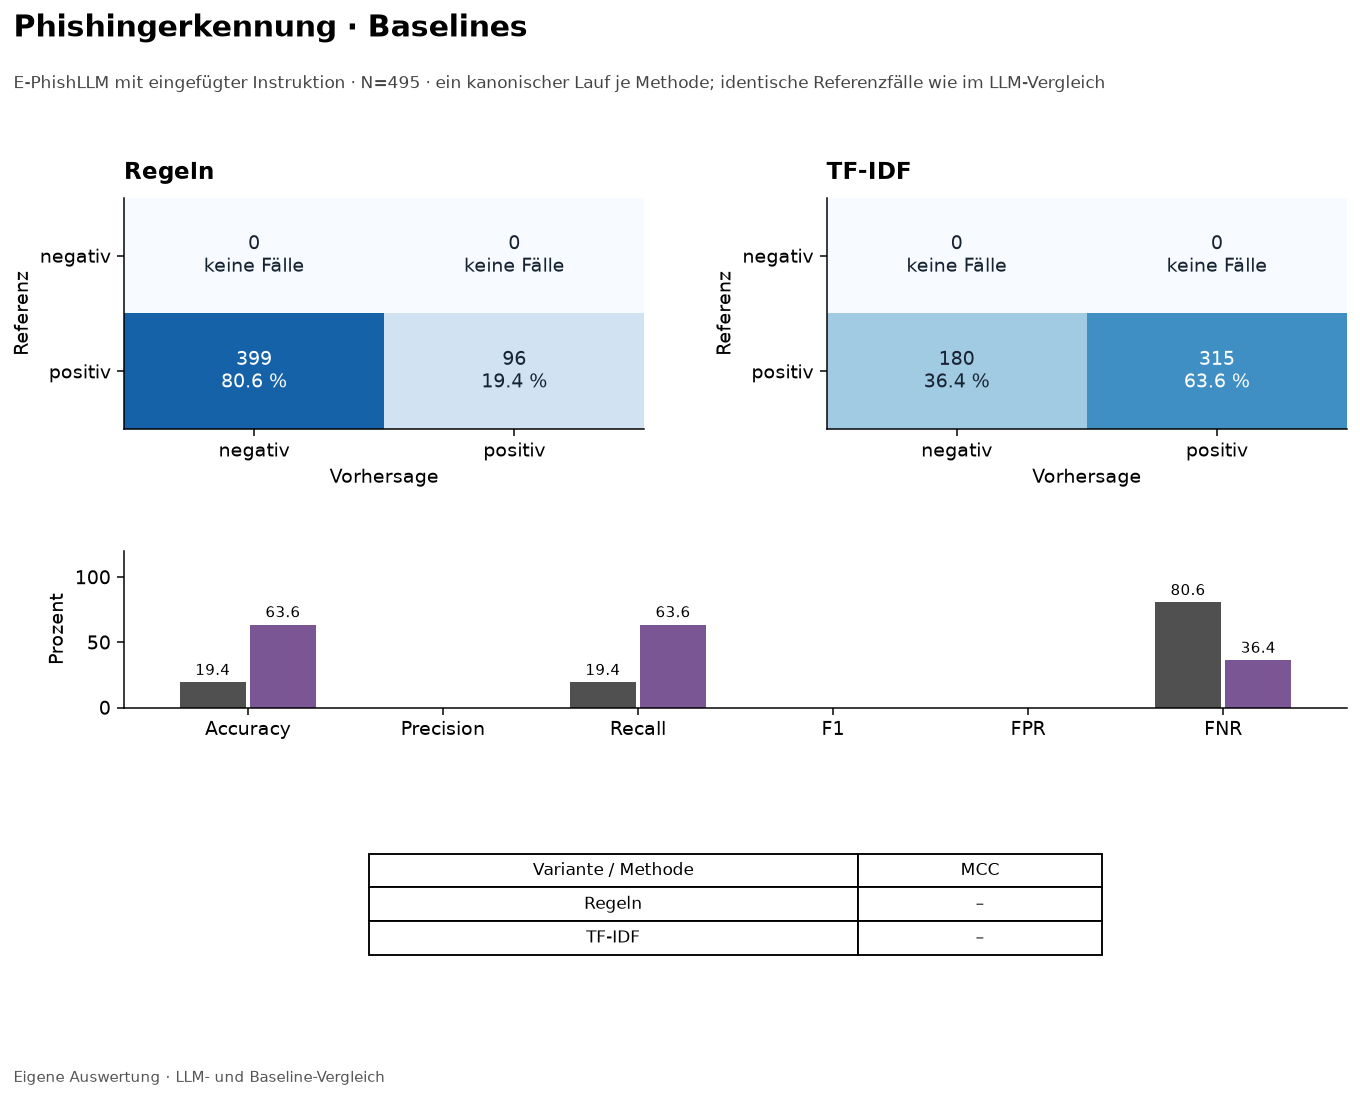 Phishingerkennung · Baselines
E-PhishLLM mit eingefügter Instruktion · N=495 · ein kanonischer Lauf je Methode; identische Referenzfälle wie im LLM-Vergleich
Regeln
Referenz
negativ
0
keine Fälle
0
keine Fälle
positiv
399
80.6 %
96
19.4 %
negativ
positiv
Vorhersage
TF-IDF
Referenz
negativ
0
keine Fälle
0
keine Fälle
positiv
180
36.4 %
315
63.6 %
negativ
positiv
Vorhersage
Prozent
100
50
0
19.4
63.6
19.4
63.6
80.6
36.4
Accuracy
Precision
Recall
F1
FPR
FNR
Variante / Methode MCC
Regeln –
TF-IDF –
Eigene Auswertung · LLM- und Baseline-Vergleich